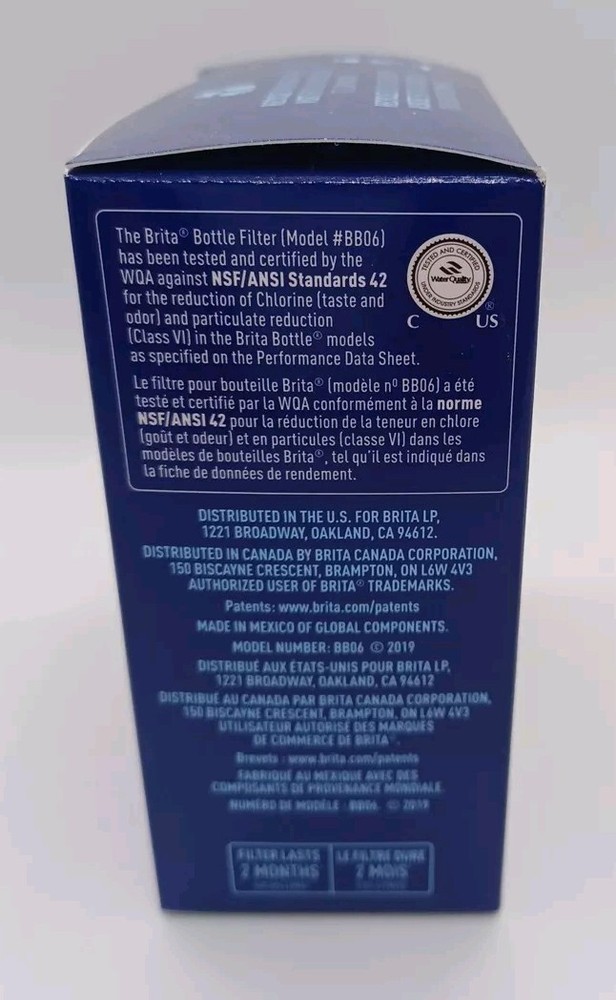 The Brita® Bottle Filter (Model #BB06)
has been tested and certified by the
WQA against NSF/ANSI Standards 42
for the reduction of Chlorine (taste and
odor) and particulate reduction
(Class VI) in the Brita Bottle® models
as specified on the Performance Data Sheet.
TESTED AND CERTIFIED
Water Quality
UNDER INDUSTRY STANDARDS
®
C US
Le filtre pour bouteille Brita® (modèle nº BB06) a été
testé et certifié par la WQA conformément à la norme
NSF/ANSI 42 pour la réduction de la teneur en chlore
(goût et odeur) et en particules (classe VI) dans les
modèles de bouteilles Brita®, tel qu'il est indiqué dans
la fiche de données de rendement.
DISTRIBUTED IN THE U.S. FOR BRITA LP,
1221 BROADWAY, OAKLAND, CA 94612.
DISTRIBUTED IN CANADA BY BRITA CANADA CORPORATION,
150 BISCAYNE CRESCENT, BRAMPTON, ON L6W 4V3
AUTHORIZED USER OF BRITA® TRADEMARKS.
Patents: www.brita.com/patents
MADE IN MEXICO OF GLOBAL COMPONENTS.
MODEL NUMBER: BB06 © 2019
DISTRIBUÉ AUX ÉTATS-UNIS POUR BRITA LP,
1221 BROADWAY, OAKLAND, CA 94612
DISTRIBUÉ AU CANADA PAR BRITA CANADA CORPORATION,
150 BISCAYNE CRESCENT, BRAMPTON, ON L6W 4V3
UTILISATEUR AUTORISÉ DES MARQUES
DE COMMERCE DE BRITA
Brevets : www.brita.com/patents
FABRIQUÉ AU MEXIQUE AVEC DES
COMPOSANTS DE PROVENANCE MONDIALE.
NUMÉRO DE MODÈLE : BB06 © 2019
FILTER LASTS
2 MONTHS
LE FILTRE DURE
2 MOIS